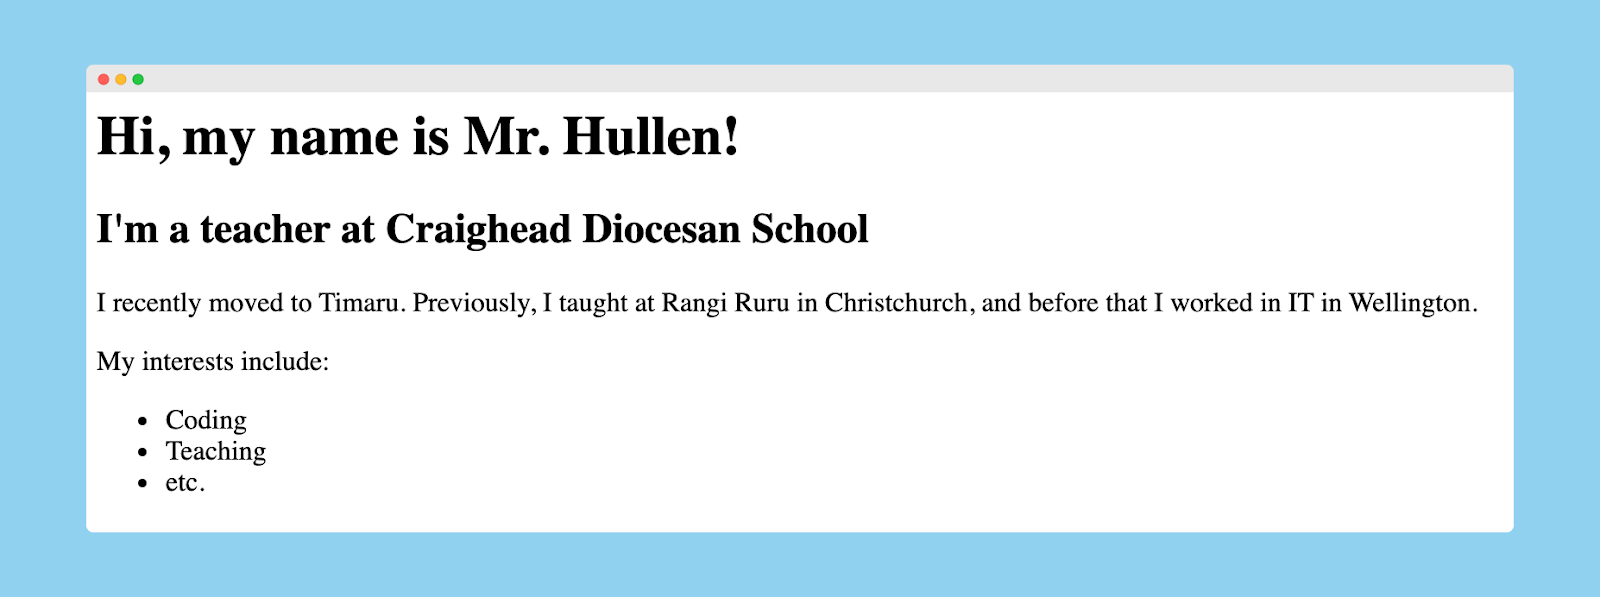 Hi, my name is Mr. Hullen!
I'm a teacher at Craighead Diocesan School
I recently moved to Timaru. Previously, I taught at Rangi Ruru in Christchurch, and before that I worked in IT in Wellington.
My interests include:
• Coding
• Teaching
• etc.